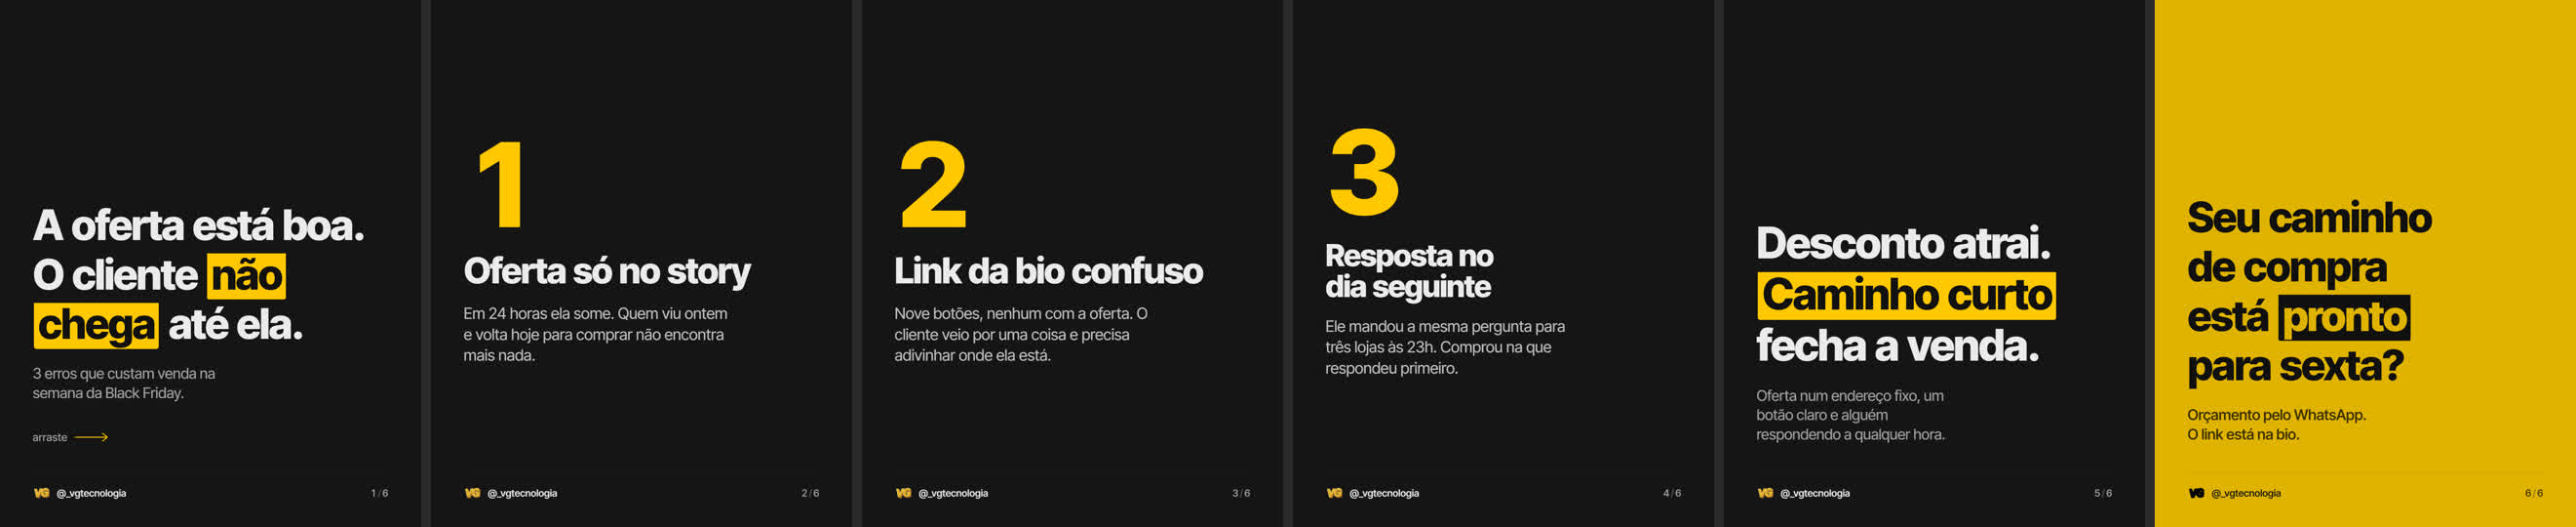 A oferta está boa.
O cliente não
chega até ela.
3 erros que custam venda na
semana da Black Friday.
arraste
VG @_vgtecnologia
1/6
1
Oferta só no story
Em 24 horas ela some. Quem viu ontem
e volta hoje para comprar não encontra
mais nada.
VG @_vgtecnologia
2/6
2
Link da bio confuso
Nove botões, nenhum com a oferta. O
cliente veio por uma coisa e precisa
adivinhar onde ela está.
VG @_vgtecnologia
3/6
3
Resposta no
dia seguinte
Ele mandou a mesma pergunta para
três lojas às 23h. Comprou na que
respondeu primeiro.
VG @_vgtecnologia
4/6
Desconto atrai.
Caminho curto
fecha a venda.
Oferta num endereço fixo, um
botão claro e alguém
respondendo a qualquer hora.
VG @_vgtecnologia
5/6
Seu caminho
de compra
está pronto
para sexta?
Orçamento pelo WhatsApp.
O link está na bio.
VG @_vgtecnologia
6/6